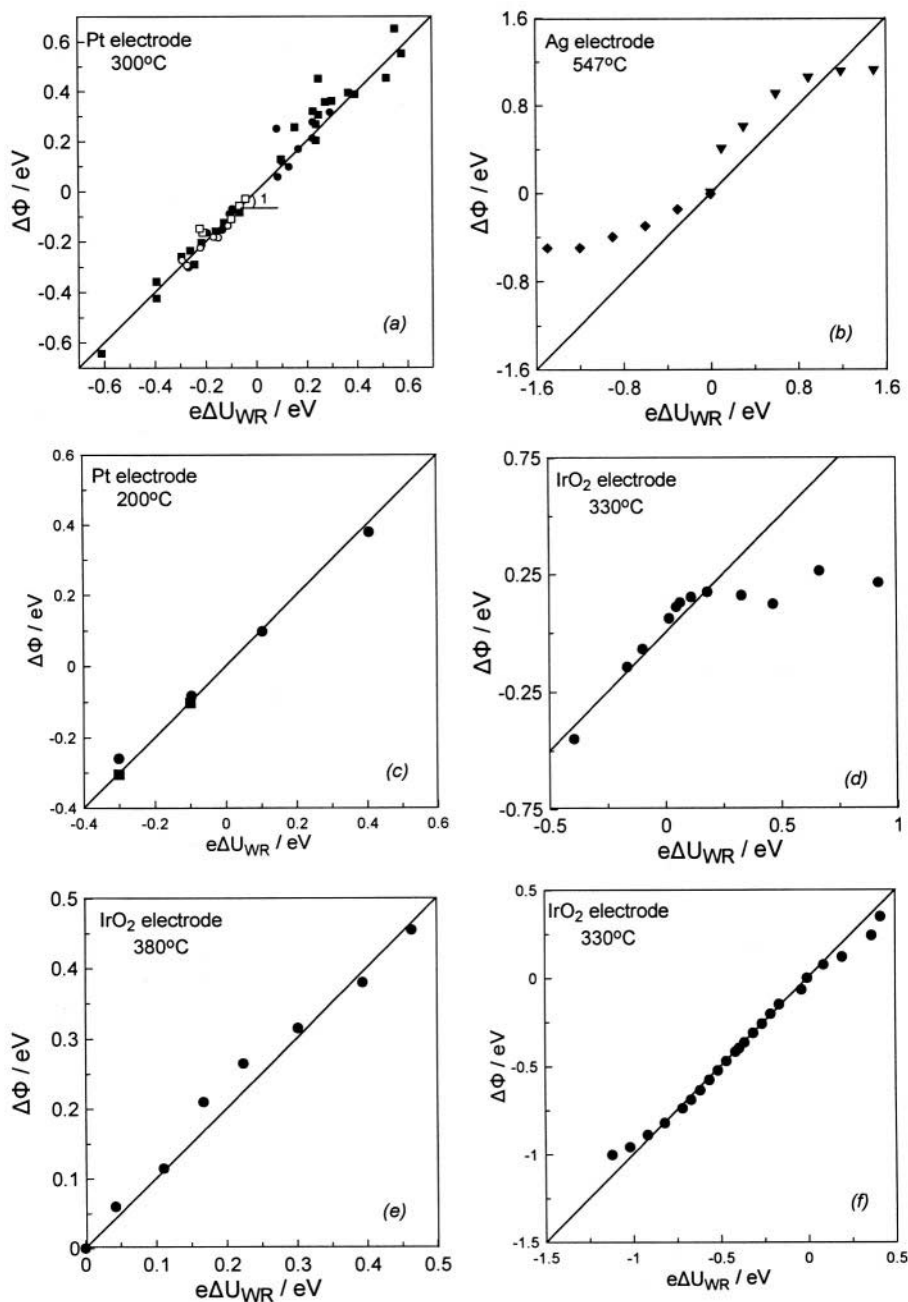 Pt electrode
300ºC
0.6
0.4
0.2
0
-0.2
-0.4
-0.6
ΔΦ / eV
1
(a)
-0.6 -0.4 -0.2 0 0.2 0.4 0.6
eΔU_WR / eV
Ag electrode
547ºC
1.6
0.8
0
-0.8
-1.6
ΔΦ / eV
(b)
-1.6 -0.8 0 0.8 1.6
eΔU_WR / eV
Pt electrode
200ºC
0.6
0.4
0.2
0
-0.2
-0.4
ΔΦ / eV
(c)
-0.4 -0.2 0 0.2 0.4 0.6
eΔU_WR / eV
IrO₂ electrode
330ºC
0.75
0.25
-0.25
-0.75
ΔΦ / eV
(d)
-0.5 0 0.5 1
eΔU_WR / eV
IrO₂ electrode
380ºC
0.5
0.4
0.3
0.2
0.1
0
ΔΦ / eV
(e)
0 0.1 0.2 0.3 0.4 0.5
eΔU_WR / eV
IrO₂ electrode
330ºC
0.5
0
-0.5
-1
-1.5
ΔΦ / eV
(f)
-1.5 -1 -0.5 0 0.5
eΔU_WR / eV